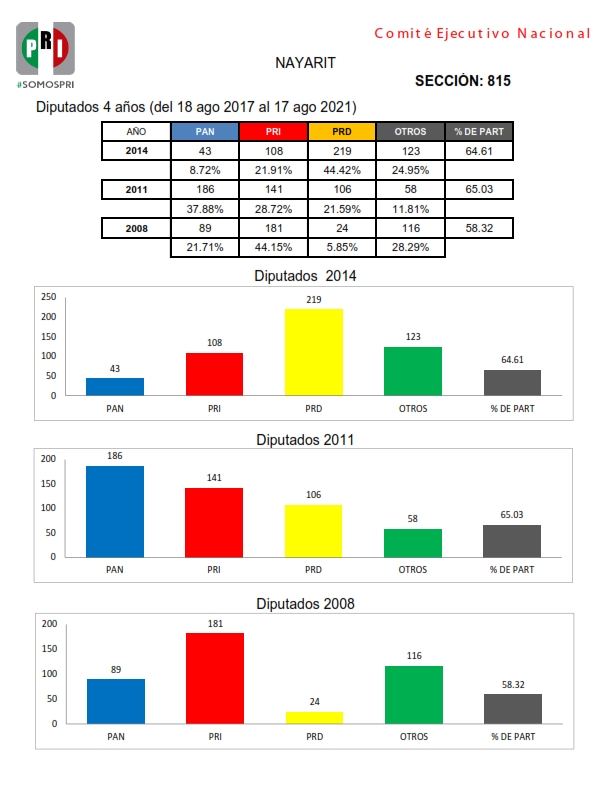 Comité Ejecutivo Nacional
PRI
#SOMOSPRI
NAYARIT
SECCIÓN: 815
Diputados 4 años (del 18 ago 2017 al 17 ago 2021)
AÑO PAN PRI PRD OTROS % DE PART
2014 43 108 219 123 64.61
8.72% 21.91% 44.42% 24.95%
2011 186 141 106 58 65.03
37.88% 28.72% 21.59% 11.81%
2008 89 181 24 116 58.32
21.71% 44.15% 5.85% 28.29%
Diputados 2014
250
200
150
100
50
0
43 108 219 123 64.61
PAN PRI PRD OTROS % DE PART
Diputados 2011
200
150
100
50
0
186 141 106 58 65.03
PAN PRI PRD OTROS % DE PART
Diputados 2008
200
150
100
50
0
89 181 24 116 58.32
PAN PRI PRD OTROS % DE PART